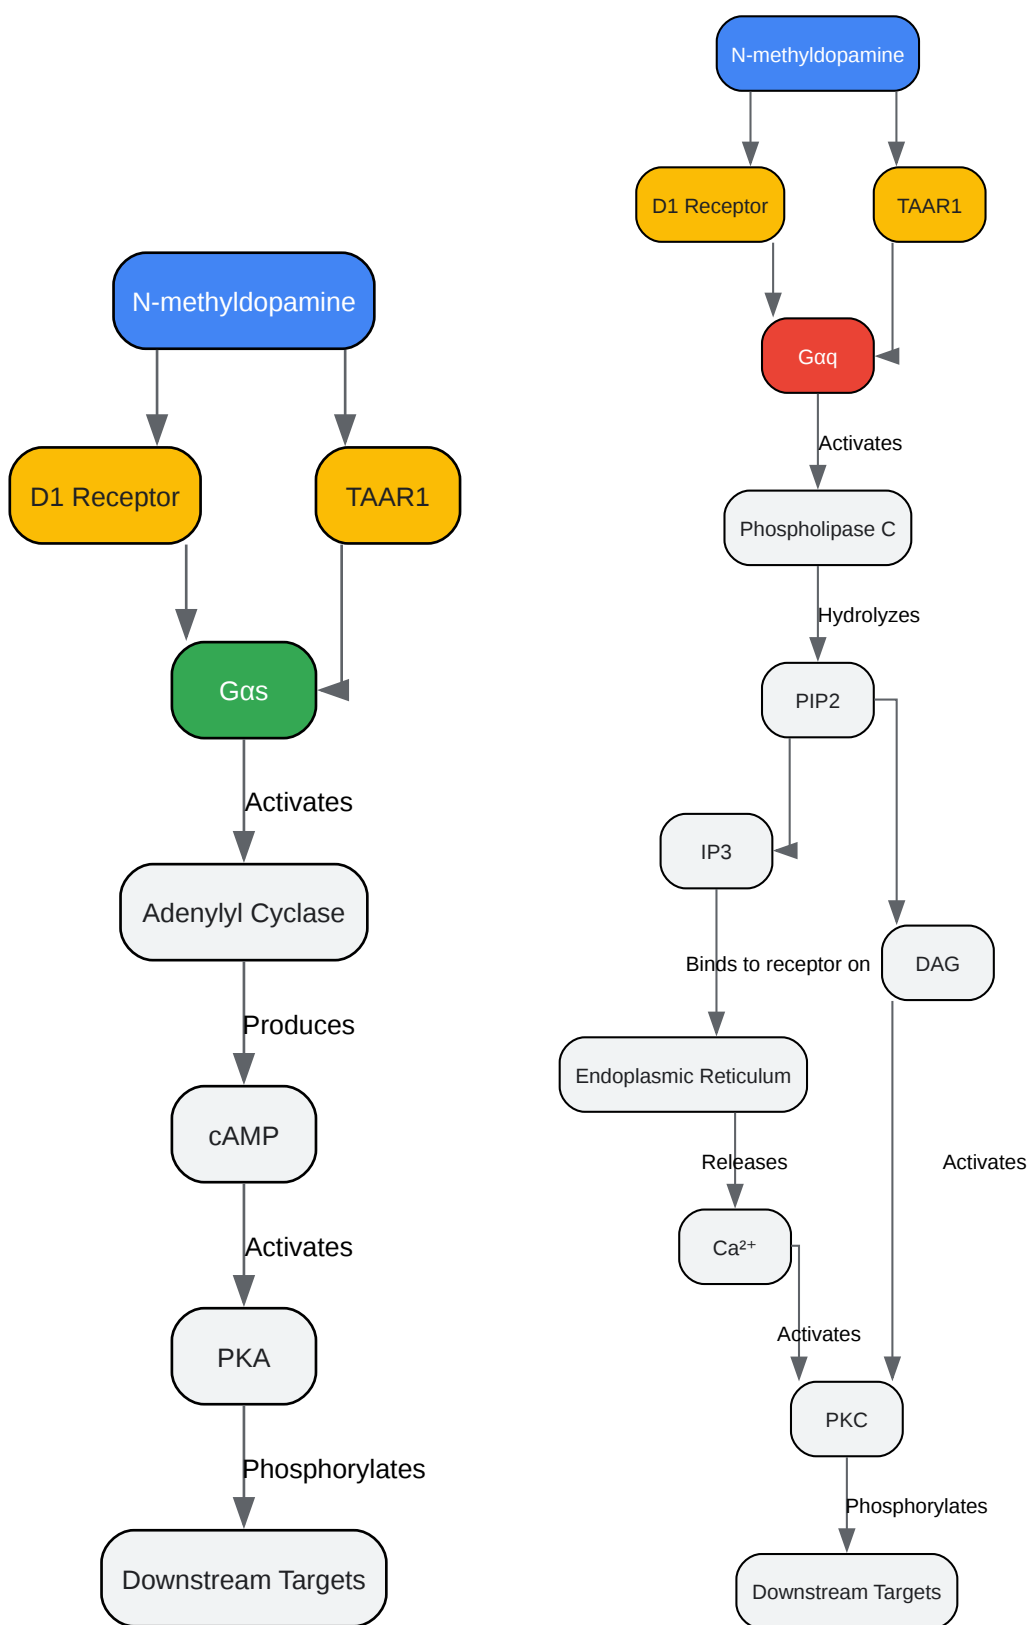 N-methyldopamine
D1 Receptor
TAAR1
Gαs
Activates
Adenylyl Cyclase
Produces
cAMP
Activates
PKA
Phosphorylates
Downstream Targets
N-methyldopamine
D1 Receptor
TAAR1
Gαq
Activates
Phospholipase C
Hydrolyzes
PIP2
IP3
Binds to receptor on
DAG
Endoplasmic Reticulum
Releases
Activates
Ca²⁺
Activates
PKC
Phosphorylates
Downstream Targets